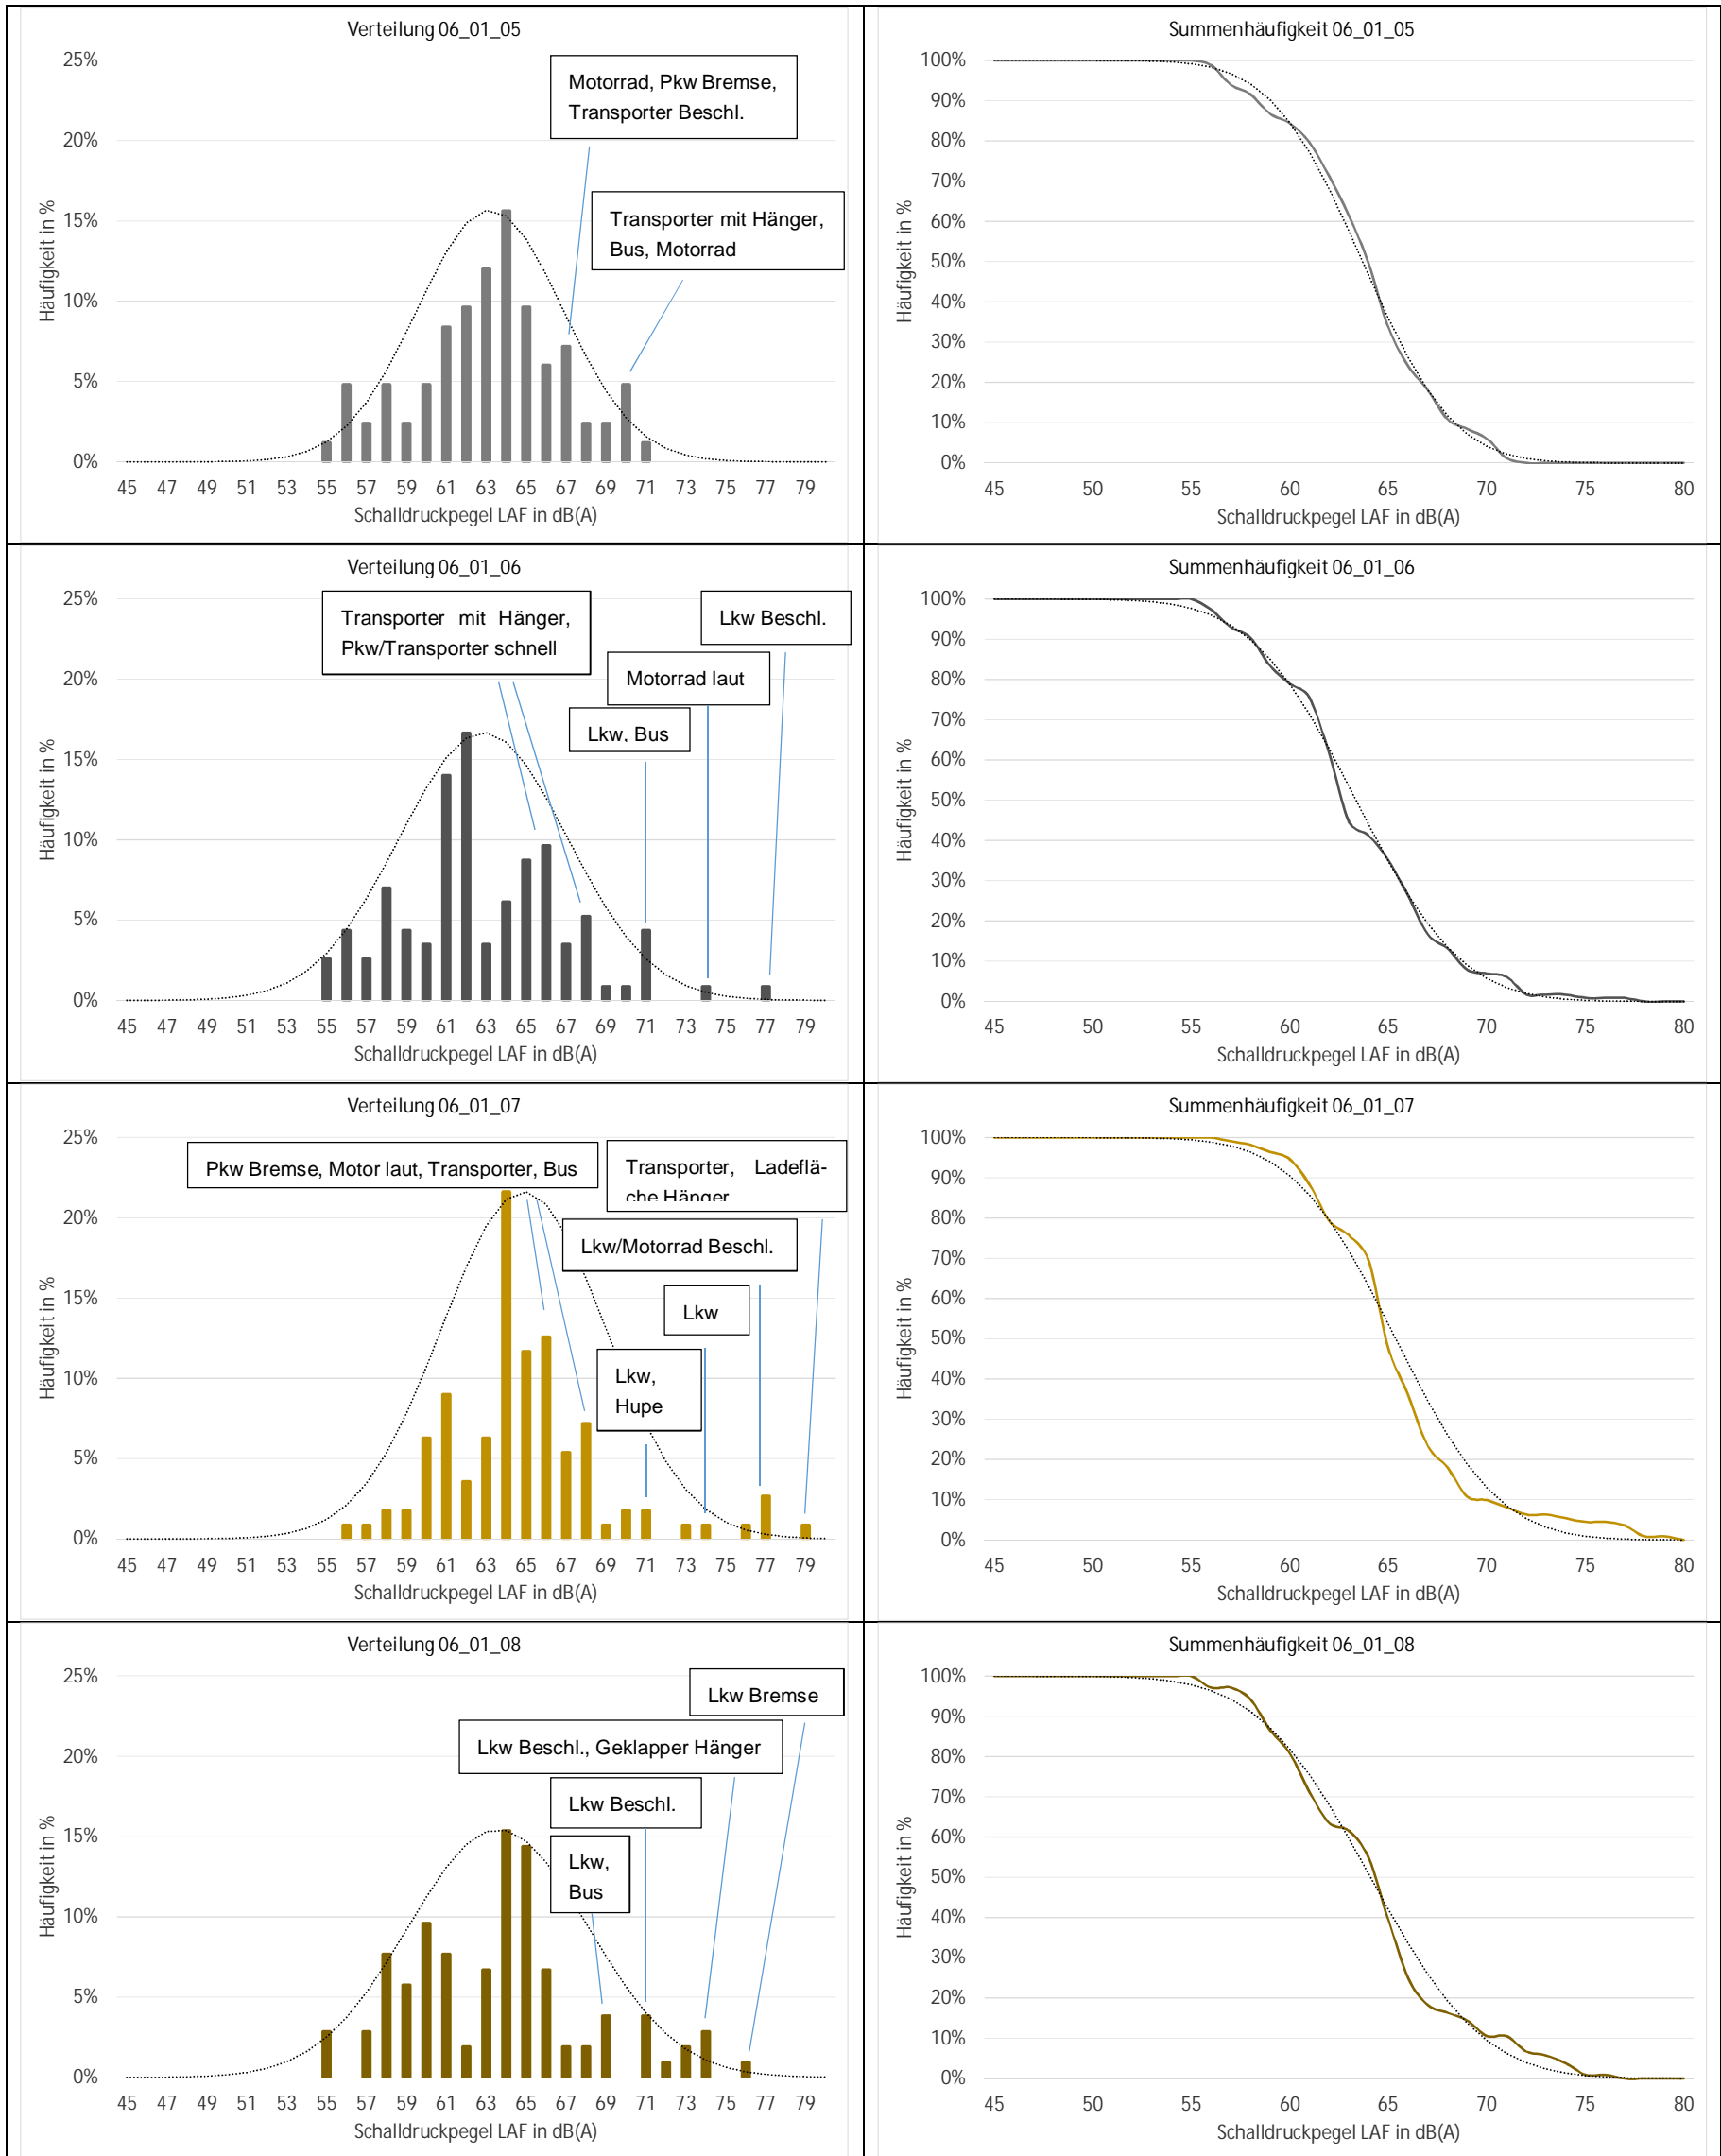 Verteilung 06_01_05
25%
20%
15%
10%
5%
0%
Häufigkeit in %
Motorrad, Pkw Bremse,
Transporter Beschl.
Transporter mit Hänger,
Bus, Motorrad
45 47 49 51 53 55 57 59 61 63 65 67 69 71 73 75 77 79
Schalldruckpegel LAF in dB(A)
Summenhäufigkeit 06_01_05
100%
90%
80%
70%
60%
50%
40%
30%
20%
10%
0%
Häufigkeit in %
45 50 55 60 65 70 75 80
Schalldruckpegel LAF in dB(A)
Verteilung 06_01_06
25%
20%
15%
10%
5%
0%
Häufigkeit in %
Transporter mit Hänger,
Pkw/Transporter schnell
Lkw Beschl.
Motorrad laut
Lkw, Bus
45 47 49 51 53 55 57 59 61 63 65 67 69 71 73 75 77 79
Schalldruckpegel LAF in dB(A)
Summenhäufigkeit 06_01_06
100%
90%
80%
70%
60%
50%
40%
30%
20%
10%
0%
Häufigkeit in %
45 50 55 60 65 70 75 80
Schalldruckpegel LAF in dB(A)
Verteilung 06_01_07
25%
20%
15%
10%
5%
0%
Häufigkeit in %
Pkw Bremse, Motor laut, Transporter, Bus
Transporter, Ladeflä-
che Hänger
Lkw/Motorrad Beschl.
Lkw
Lkw,
Hupe
45 47 49 51 53 55 57 59 61 63 65 67 69 71 73 75 77 79
Schalldruckpegel LAF in dB(A)
Summenhäufigkeit 06_01_07
100%
90%
80%
70%
60%
50%
40%
30%
20%
10%
0%
Häufigkeit in %
45 50 55 60 65 70 75 80
Schalldruckpegel LAF in dB(A)
Verteilung 06_01_08
25%
20%
15%
10%
5%
0%
Häufigkeit in %
Lkw Bremse
Lkw Beschl., Geklapper Hänger
Lkw Beschl.
Lkw,
Bus
45 47 49 51 53 55 57 59 61 63 65 67 69 71 73 75 77 79
Schalldruckpegel LAF in dB(A)
Summenhäufigkeit 06_01_08
100%
90%
80%
70%
60%
50%
40%
30%
20%
10%
0%
Häufigkeit in %
45 50 55 60 65 70 75 80
Schalldruckpegel LAF in dB(A)